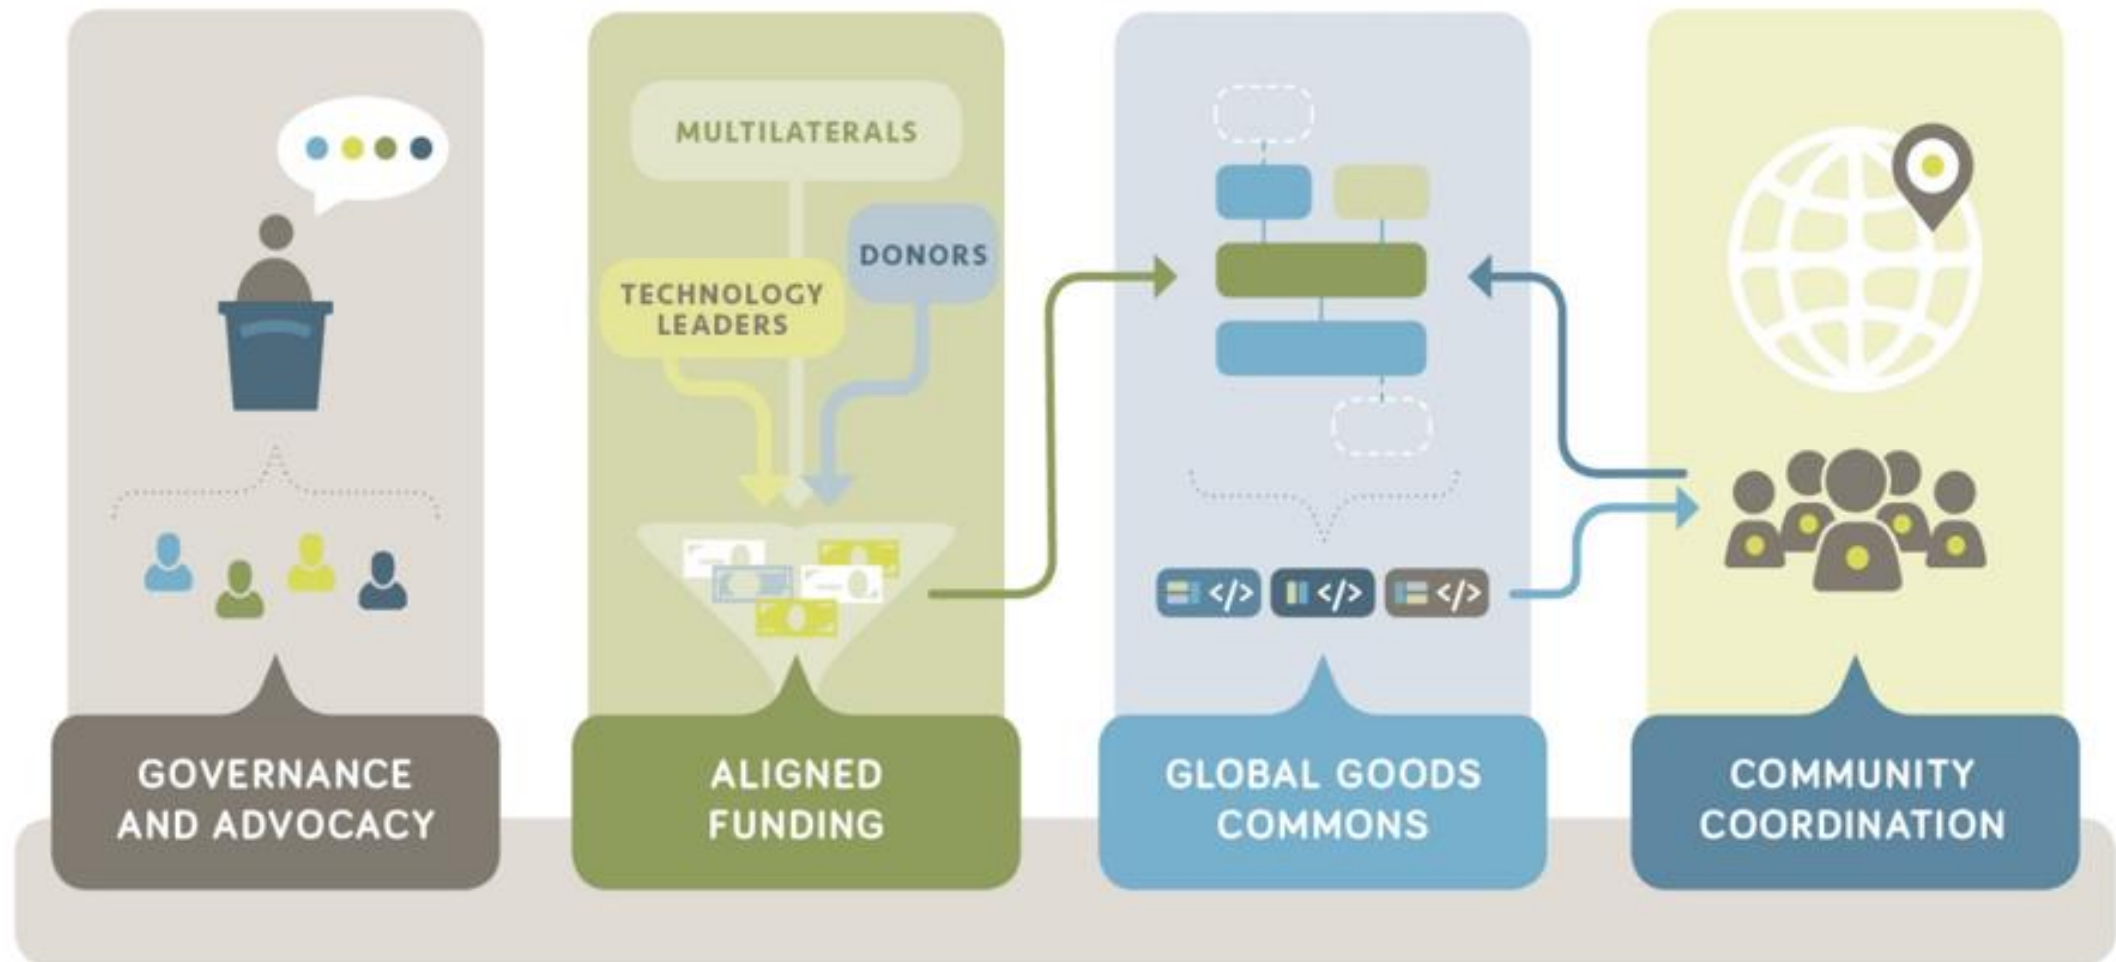 MULTILATERALS
DONORS
TECHNOLOGY
LEADERS
</>
</>
</>
GOVERNANCE
AND ADVOCACY
ALIGNED
FUNDING
GLOBAL GOODS
COMMONS
COMMUNITY
COORDINATION